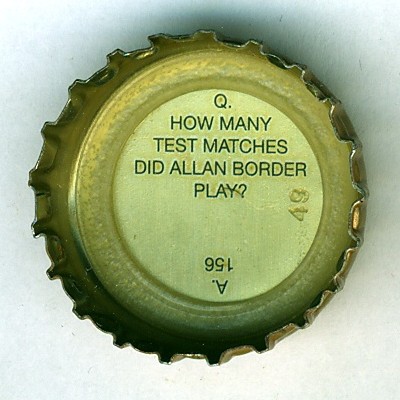 Q.
HOW MANY
TEST MATCHES
DID ALLAN BORDER
PLAY?
49
A.
156